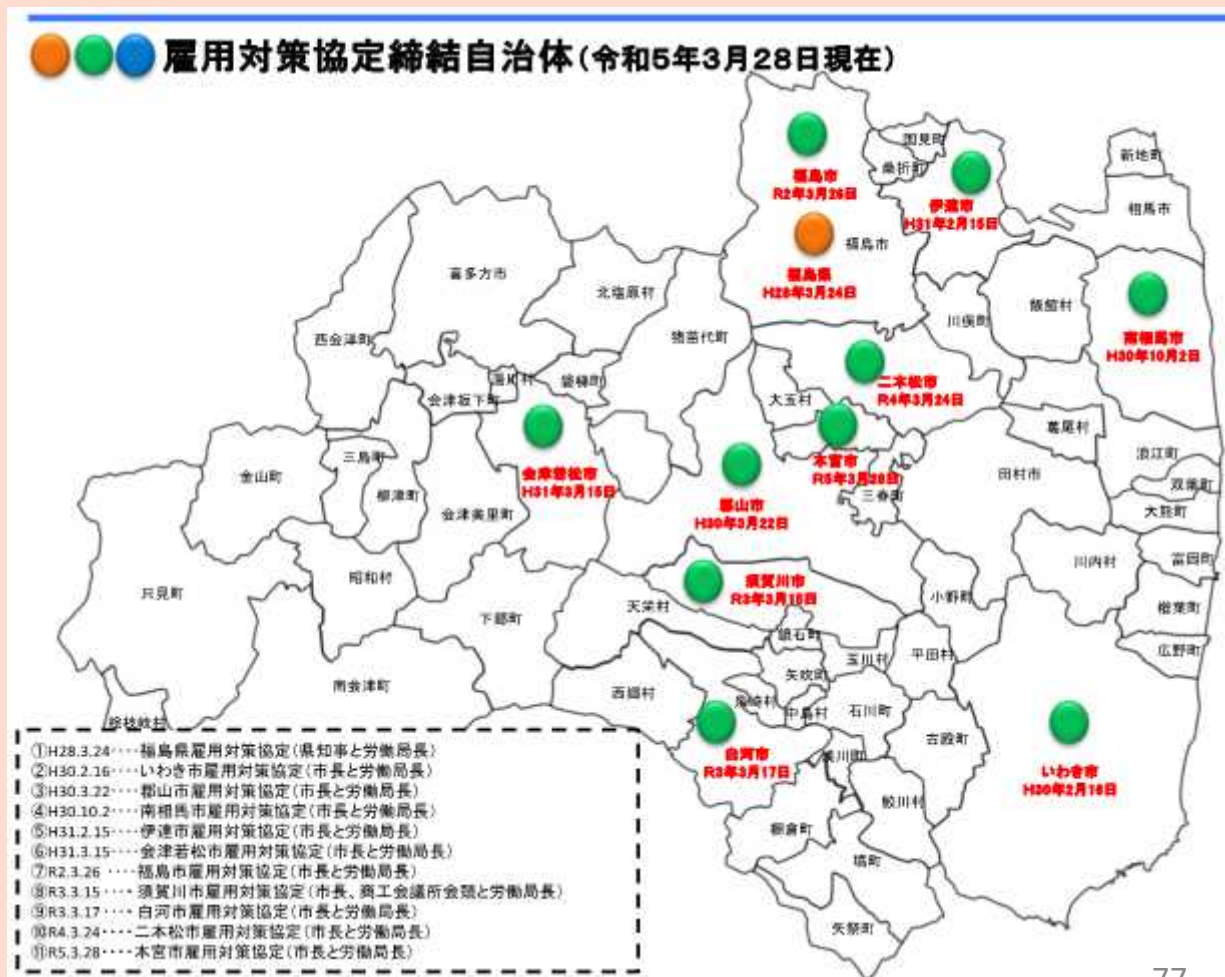 雇用対策協定締結自治体(令和5年3月28日現在)
国見町
新地町
桑折町
福島市
R2年3月26日
伊達市
H31年2月15日
相馬市
福島市
福島県
H28年3月24日
喜多方市
北塩原村
飯舘村
川俣町
西会津町
猪苗代町
南相馬市
H30年10月2日
湯川村
磐梯町
二本松市
R4年3月24日
会津坂下町
大玉村
葛尾村
三島町
浪江町
金山町
会津若松市
H31年3月15日
本宮市
R5年3月28日
田村市
双葉町
柳津町
三春町
郡山市
H30年3月22日
大熊町
会津美里町
川内村
富岡町
昭和村
須賀川市
R3年3月15日
只見町
小野町
天栄村
楢葉町
下郷町
鏡石町
玉川村
平田村
広野町
矢吹町
南会津町
西郷村
泉崎村
中島村
石川町
檜枝岐村
古殿町
白河市
R3年3月17日
浅川町
いわき市
H30年2月16日
鮫川村
棚倉町
塙町
矢祭町
①H28.3.24‥‥福島県雇用対策協定(県知事と労働局長)
②H30.2.16‥‥いわき市雇用対策協定(市長と労働局長)
③H30.3.22‥‥郡山市雇用対策協定(市長と労働局長)
④H30.10.2‥‥南相馬市雇用対策協定(市長と労働局長)
⑤H31.2.15‥‥伊達市雇用対策協定(市長と労働局長)
⑥H31.3.15‥‥会津若松市雇用対策協定(市長と労働局長)
⑦R2.3.26 ‥‥福島市雇用対策協定(市長と労働局長)
⑧R3.3.15‥‥ 須賀川市雇用対策協定(市長、商工会議所会頭と労働局長)
⑨R3.3.17 ‥‥白河市雇用対策協定(市長と労働局長)
⑩R4.3.24‥‥二本松市雇用対策協定(市長と労働局長)
⑪R5.3.28‥‥本宮市雇用対策協定(市長と労働局長)
77